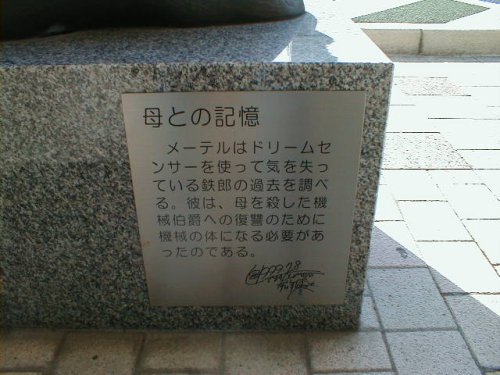 母との記憶
メーテルはドリームセ
ンサーを使って気を失っ
ている鉄郎の過去を調べ
る。彼は、母を殺した機
械伯爵への復讐のために
機械の体になる必要があ
ったのである。